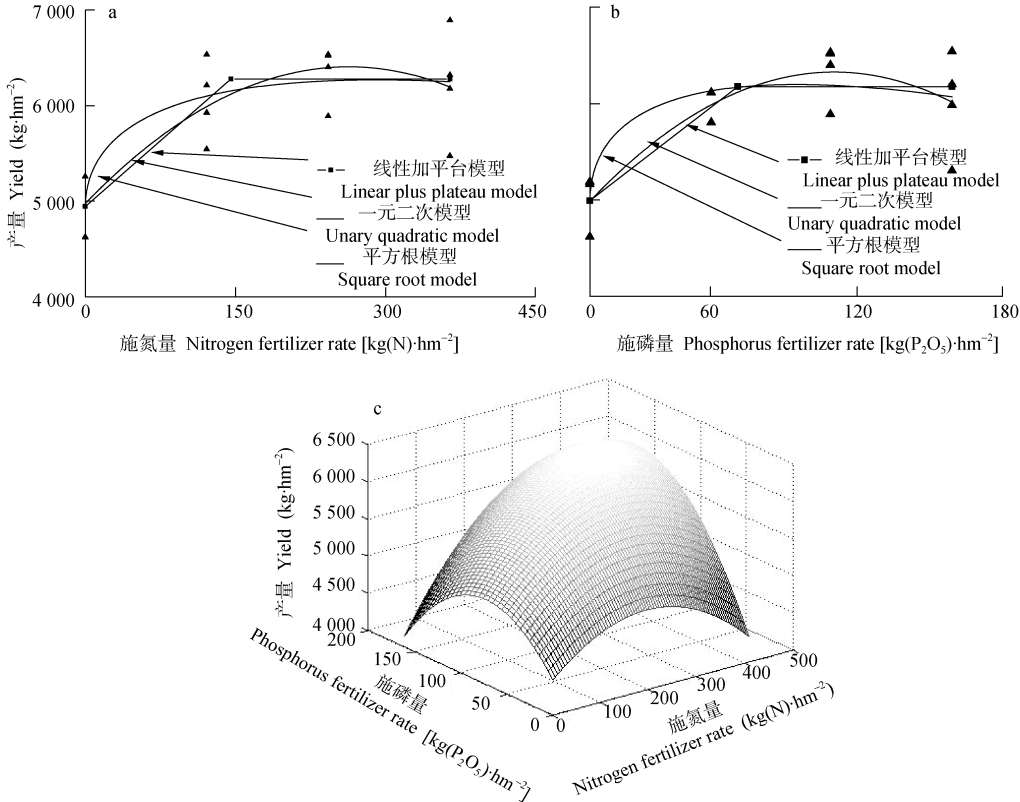 a
7 000
6 000
5 000
4 000
产量 Yield (kg·hm⁻²)
线性加平台模型
Linear plus plateau model
一元二次模型
Unary quadratic model
平方根模型
Square root model
0 150 300 450
施氮量 Nitrogen fertilizer rate [kg(N)·hm⁻²]
b
线性加平台模型
Linear plus plateau model
一元二次模型
Unary quadratic model
平方根模型
Square root model
0 60 120 180
施磷量 Phosphorus fertilizer rate [kg(P₂O₅)·hm⁻²]
c
6 500
6 000
5 500
5 000
4 500
4 000
产量 Yield (kg·hm⁻²)
200 150 100 50 0
施磷量
Phosphorus fertilizer rate [kg(P₂O₅)·hm⁻²]
0 100 200 300 400 500
施氮量
Nitrogen fertilizer rate (kg(N)·hm⁻²)